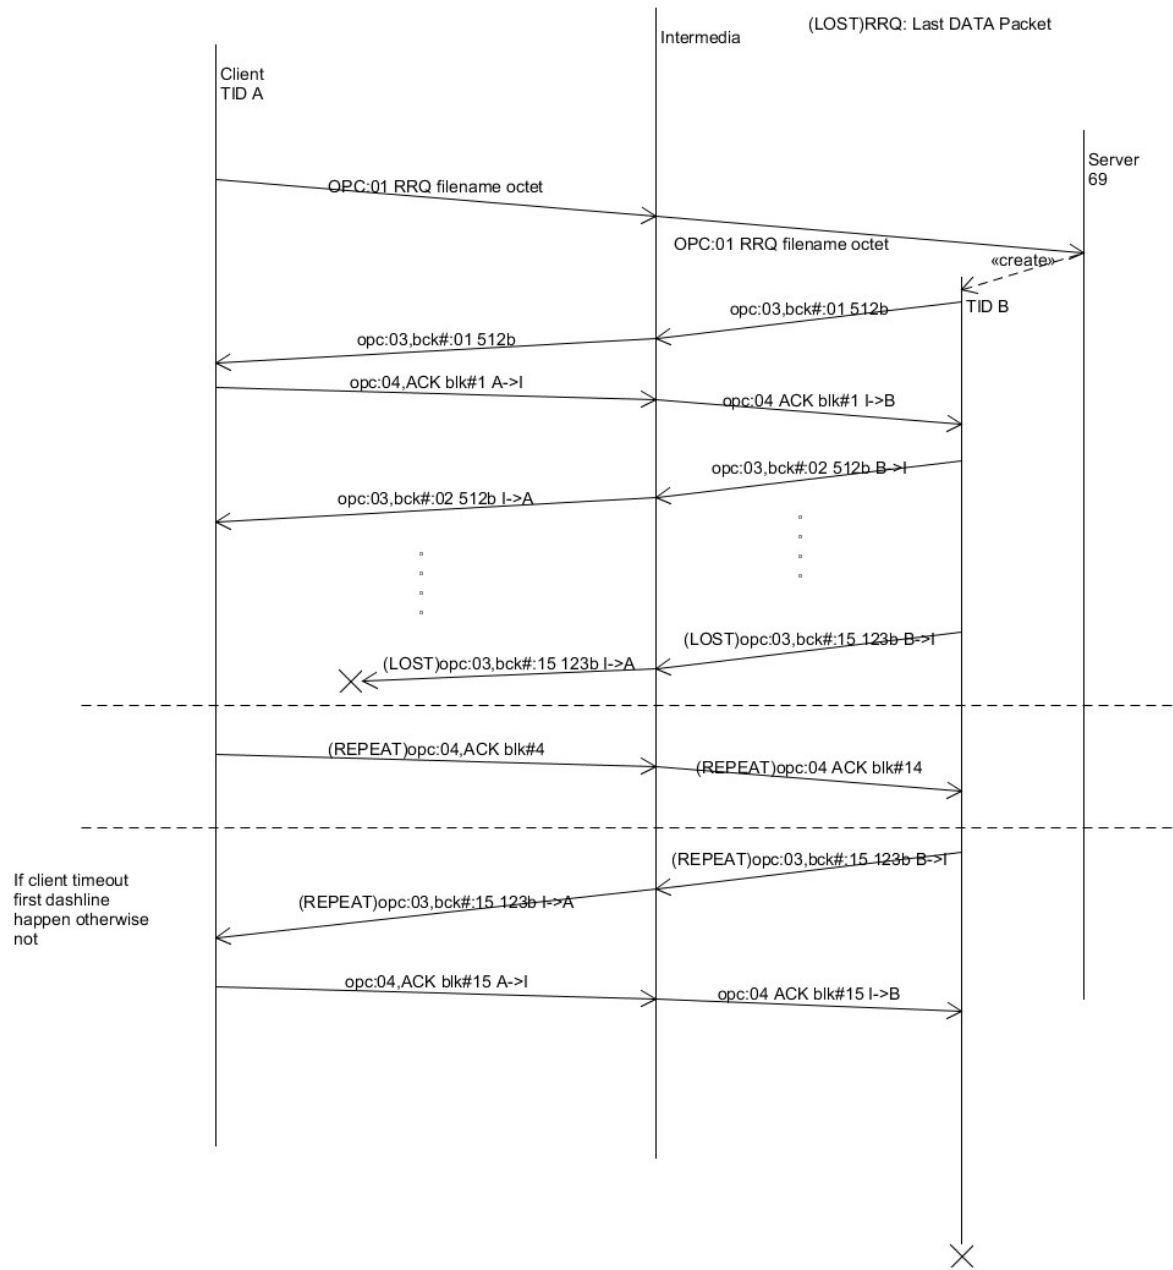 (LOST)RRQ: Last DATA Packet
Intermedia
Client
TID A
Server
69
OPC:01 RRQ filename octet
OPC:01 RRQ filename octet
«create»
TID B
opc:03,bck#:01 512b
opc:03,bck#:01 512b
opc:04,ACK blk#1 A->I
opc:04 ACK blk#1 I->B
opc:03,bck#:02 512b B->I
opc:03,bck#:02 512b I->A
(LOST)opc:03,bck#:15 123b B->I
(LOST)opc:03,bck#:15 123b I->A
(REPEAT)opc:04,ACK blk#4
(REPEAT)opc:04 ACK blk#14
(REPEAT)opc:03,bck#:15 123b B->I
If client timeout
first dashline
happen otherwise
not
(REPEAT)opc:03,bck#:15 123b I->A
opc:04,ACK blk#15 A->I
opc:04 ACK blk#15 I->B